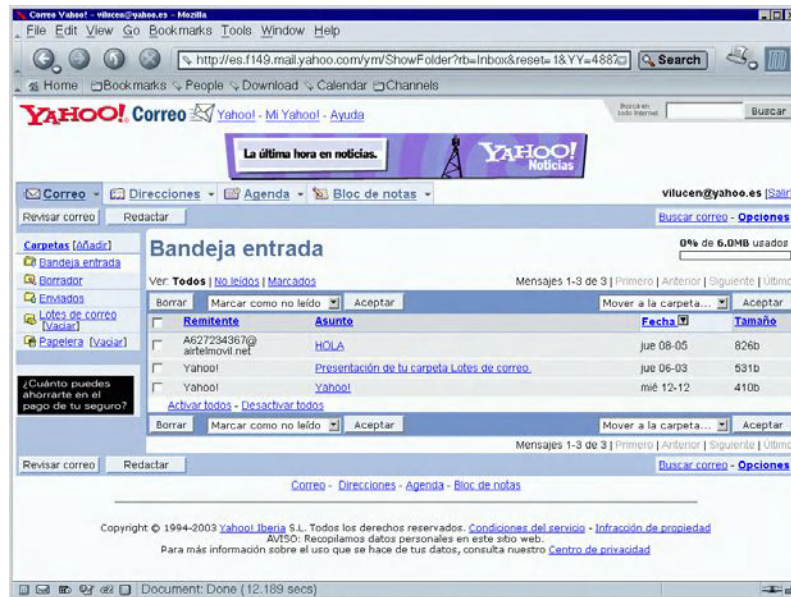 Correo Yahoo! - vilucen@yahoo.es - Mozilla
File Edit View Go Bookmarks Tools Window Help
http://es.f149.mail.yahoo.com/ym/ShowFolder?rb=Inbox&reset=1&YY=4887 Search
Home Bookmarks People Download Calendar Channels
YAHOO! Correo Yahoo! - Mi Yahoo! - Ayuda
Busca en todo Internet Buscar
La última hora en noticias. YAHOO! Noticias
Correo Direcciones Agenda Bloc de notas vilucen@yahoo.es [Salir
Revisar correo Redactar Buscar correo - Opciones
Carpetas [Añadir]
Bandeja entrada
Borrador
Enviados
Lotes de correo [Vaciar]
Papelera [Vaciar]
¿Cuánto puedes
ahorrarte en el
pago de tu seguro?
Bandeja entrada 0% de 6.0MB usados
Ver: Todos | No leídos | Marcados Mensajes 1-3 de 3 | Primero | Anterior | Siguiente | Último
Borrar Marcar como no leído Aceptar Mover a la carpeta... Aceptar
Remitente Asunto Fecha Tamaño
A627234367@airtelmovil.net HOLA jue 08-05 826b
Yahoo! Presentación de tu carpeta Lotes de correo. jue 06-03 531b
Yahoo! Yahoo! mié 12-12 410b
Activar todos - Desactivar todos
Borrar Marcar como no leído Aceptar Mover a la carpeta... Aceptar
Mensajes 1-3 de 3 | Primero | Anterior | Siguiente | Último
Revisar correo Redactar Buscar correo - Opciones
Correo - Direcciones - Agenda - Bloc de notas
Copyright © 1994-2003 Yahoo! Iberia S.L. Todos los derechos reservados. Condiciones del servicio - Infracción de propiedad
AVISO: Recopilamos datos personales en este sitio web.
Para más información sobre el uso que se hace de tus datos, consulta nuestro Centro de privacidad
Document: Done (12.189 secs)